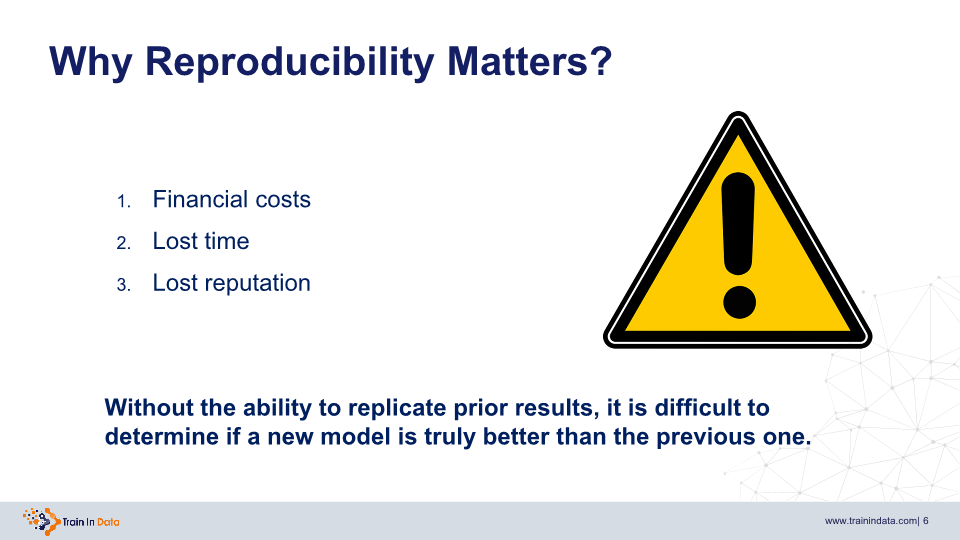 Why Reproducibility Matters?
1. Financial costs
2. Lost time
3. Lost reputation
Without the ability to replicate prior results, it is difficult to
determine if a new model is truly better than the previous one.
Train In Data
www.trainindata.com| 6